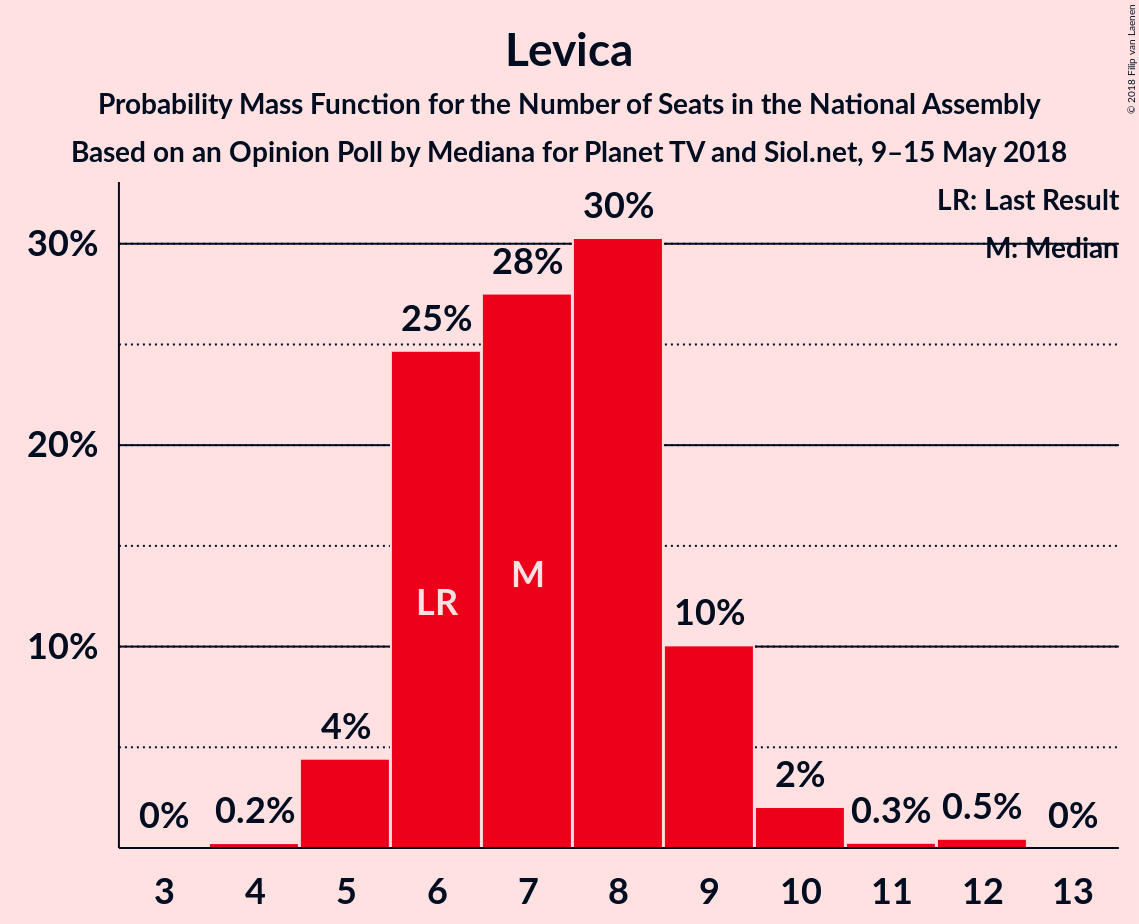 Levica
Probability Mass Function for the Number of Seats in the National Assembly
Based on an Opinion Poll by Mediana for Planet TV and Siol.net, 9–15 May 2018
© 2018 Filip van Laenen
LR: Last Result
M: Median
30%
20%
10%
0%
0.2%
4%
25%
28%
30%
10%
2%
0.3%
0.5%
0%
LR
M
3 4 5 6 7 8 9 10 11 12 13